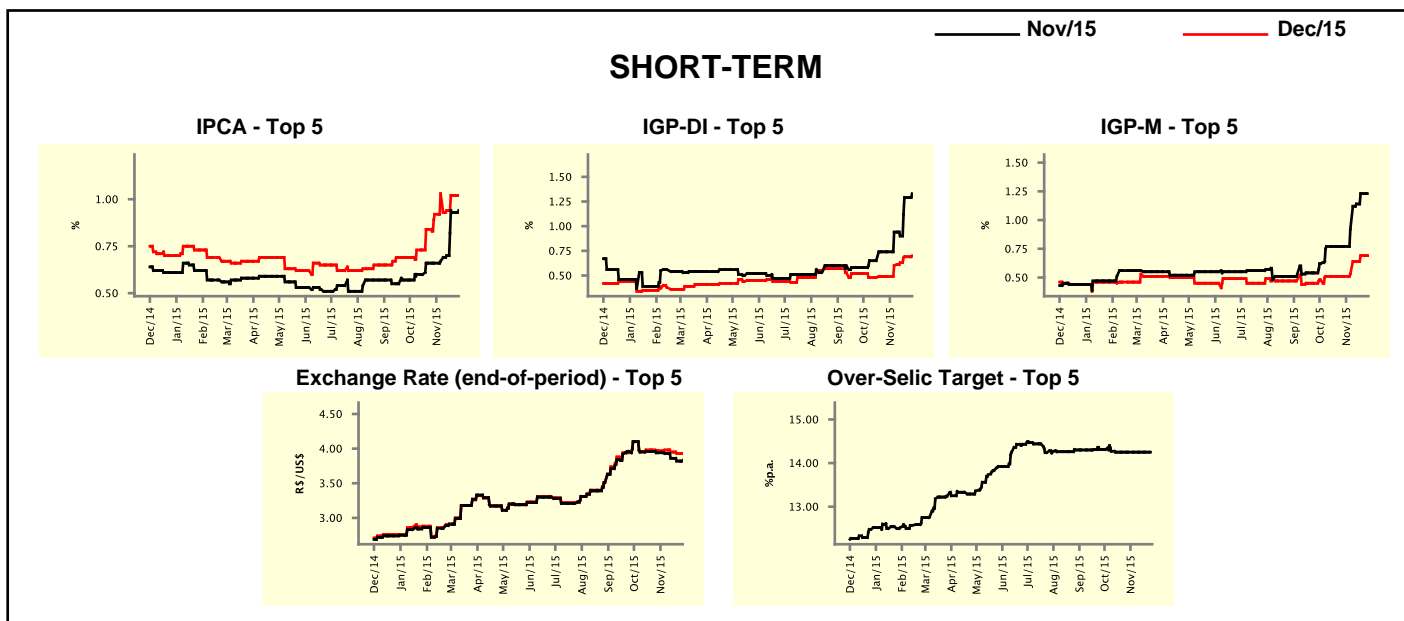 Nov/15 Dec/15
SHORT-TERM
IPCA - Top 5
%
1.00
0.75
0.50
Dec/14 Jan/15 Feb/15 Mar/15 Apr/15 May/15 Jun/15 Jul/15 Aug/15 Sep/15 Oct/15 Nov/15
IGP-DI - Top 5
%
1.50
1.25
1.00
0.75
0.50
Dec/14 Jan/15 Feb/15 Mar/15 Apr/15 May/15 Jun/15 Jul/15 Aug/15 Sep/15 Oct/15 Nov/15
IGP-M - Top 5
%
1.50
1.25
1.00
0.75
0.50
Dec/14 Jan/15 Feb/15 Mar/15 Apr/15 May/15 Jun/15 Jul/15 Aug/15 Sep/15 Oct/15 Nov/15
Exchange Rate (end-of-period) - Top 5
R$/US$
4.50
4.00
3.50
3.00
Dec/14 Jan/15 Feb/15 Mar/15 Apr/15 May/15 Jun/15 Jul/15 Aug/15 Sep/15 Oct/15 Nov/15
Over-Selic Target - Top 5
%p.a.
15.00
14.00
13.00
Dec/14 Jan/15 Feb/15 Mar/15 Apr/15 May/15 Jun/15 Jul/15 Aug/15 Sep/15 Oct/15 Nov/15